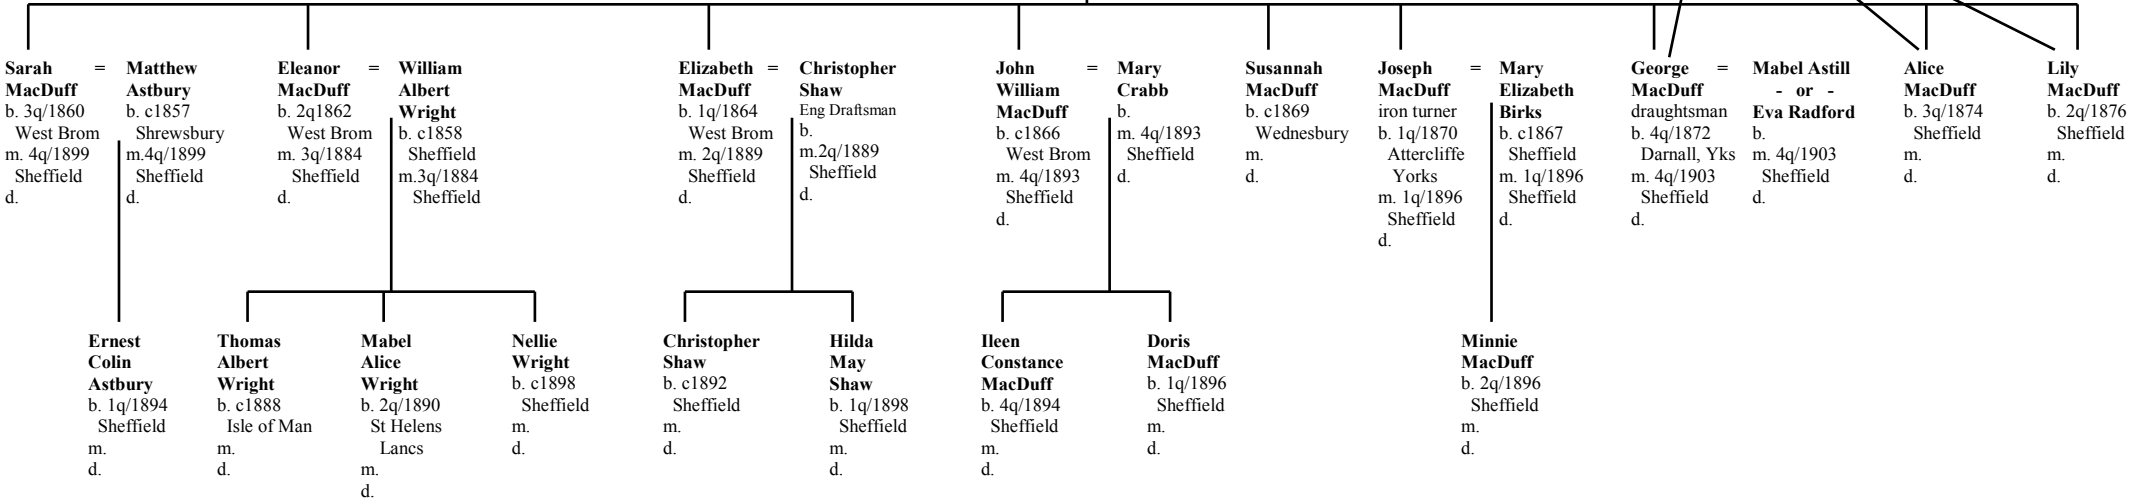 Sarah =
MacDuff
b. 3q/1860
West Brom
m. 4q/1899
Sheffield
d.
Matthew
Astbury
b. c1857
Shrewsbury
m.4q/1899
Sheffield
d.
Eleanor =
MacDuff
b. 2q1862
West Brom
m. 3q/1884
Sheffield
d.
William
Albert
Wright
b. c1858
Sheffield
m.3q/1884
Sheffield
Elizabeth =
MacDuff
b. 1q/1864
West Brom
m. 2q/1889
Sheffield
d.
Christopher
Shaw
Eng Draftsman
b.
m.2q/1889
Sheffield
d.
John =
William
MacDuff
b. c1866
West Brom
m. 4q/1893
Sheffield
d.
Mary
Crabb
b.
m. 4q/1893
Sheffield
d.
Susannah
MacDuff
b. c1869
Wednesbury
m.
d.
Joseph =
MacDuff
iron turner
b. 1q/1870
Attercliffe
Yorks
m. 1q/1896
Sheffield
d.
Mary
Elizabeth
Birks
b. c1867
Sheffield
m. 1q/1896
Sheffield
d.
George =
MacDuff
draughtsman
b. 4q/1872
Darnall, Yks
m. 4q/1903
Sheffield
d.
Mabel Astill
- or -
Eva Radford
b.
m. 4q/1903
Sheffield
d.
Alice
MacDuff
b. 3q/1874
Sheffield
m.
d.
Lily
MacDuff
b. 2q/1876
Sheffield
m.
d.
Ernest
Colin
Astbury
b. 1q/1894
Sheffield
m.
d.
Thomas
Albert
Wright
b. c1888
Isle of Man
m.
d.
Mabel
Alice
Wright
b. 2q/1890
St Helens
Lancs
m.
d.
Nellie
Wright
b. c1898
Sheffield
m.
d.
Christopher
Shaw
b. c1892
Sheffield
m.
d.
Hilda
May
Shaw
b. 1q/1898
Sheffield
m.
d.
Ileen
Constance
MacDuff
b. 4q/1894
Sheffield
m.
d.
Doris
MacDuff
b. 1q/1896
Sheffield
m.
d.
Minnie
MacDuff
b. 2q/1896
Sheffield
m.
d.